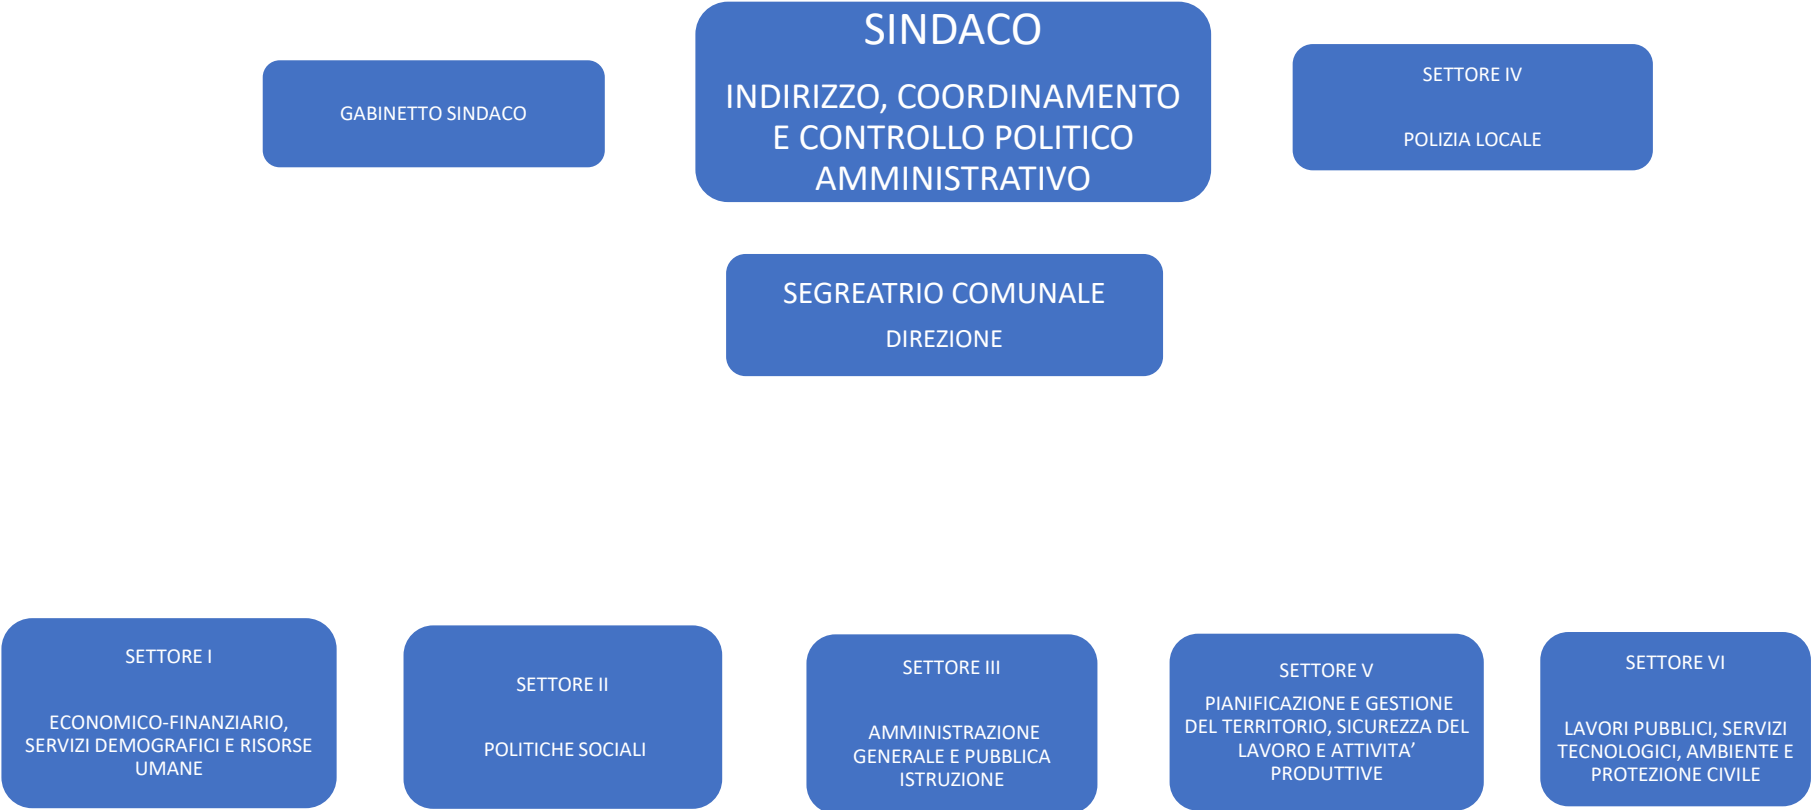 SINDACO
INDIRIZZO, COORDINAMENTO
E CONTROLLO POLITICO
AMMINISTRATIVO
GABINETTO SINDACO
SETTORE IV
POLIZIA LOCALE
SEGREATRIO COMUNALE
DIREZIONE
SETTORE I
ECONOMICO-FINANZIARIO,
SERVIZI DEMOGRAFICI E RISORSE
UMANE
SETTORE II
POLITICHE SOCIALI
SETTORE III
AMMINISTRAZIONE
GENERALE E PUBBLICA
ISTRUZIONE
SETTORE V
PIANIFICAZIONE E GESTIONE
DEL TERRITORIO, SICUREZZA DEL
LAVORO E ATTIVITA’
PRODUTTIVE
SETTORE VI
LAVORI PUBBLICI, SERVIZI
TECNOLOGICI, AMBIENTE E
PROTEZIONE CIVILE